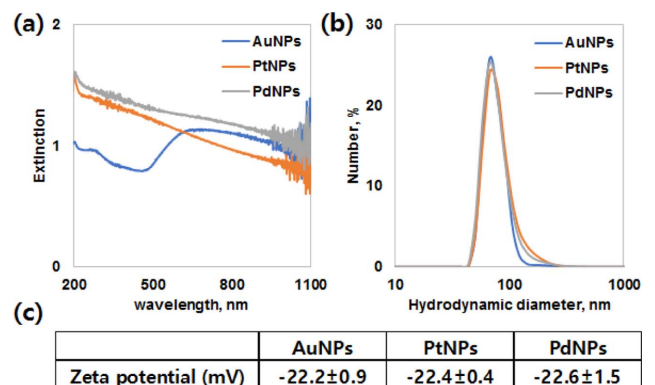 (a)
2
AuNPs
PtNPs
PdNPs
Extinction
1
0
200
500
800
1100
wavelength, nm
(b)
30
AuNPs
PtNPs
PdNPs
Number, %
20
10
0
10
100
1000
Hydrodynamic diameter, nm
(c)
AuNPs PtNPs PdNPs
Zeta potential (mV) -22.2±0.9 -22.4±0.4 -22.6±1.5